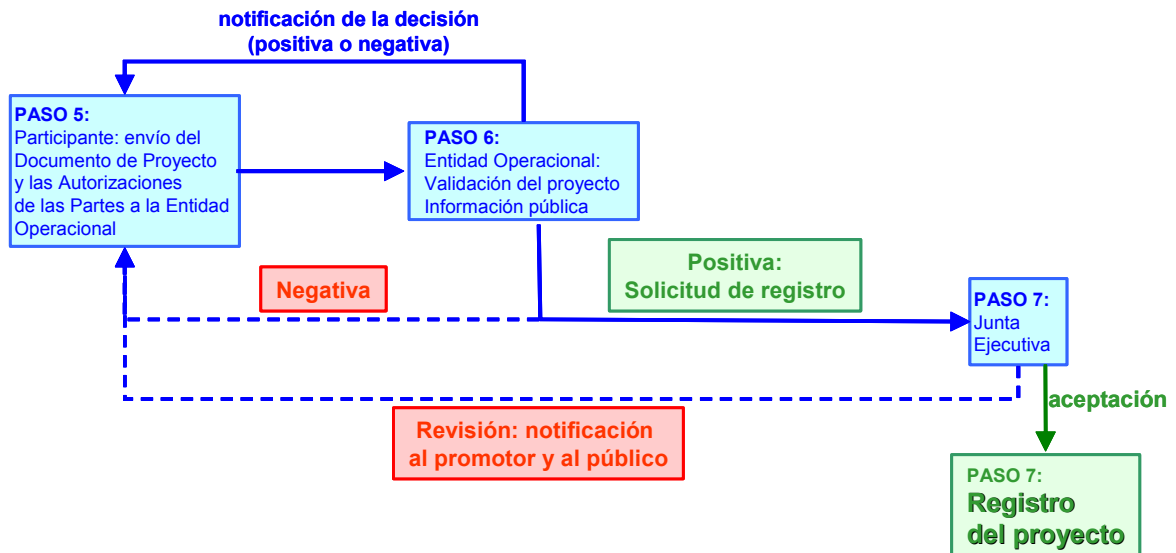 notificación de la decisión
(positiva o negativa)
PASO 5:
Participante: envío del
Documento de Proyecto
y las Autorizaciones
de las Partes a la Entidad
Operacional
PASO 6:
Entidad Operacional:
Validación del proyecto
Información pública
Negativa
Positiva:
Solicitud de registro
PASO 7:
Junta
Ejecutiva
aceptación
Revisión: notificación
al promotor y al público
PASO 7:
Registro
del proyecto